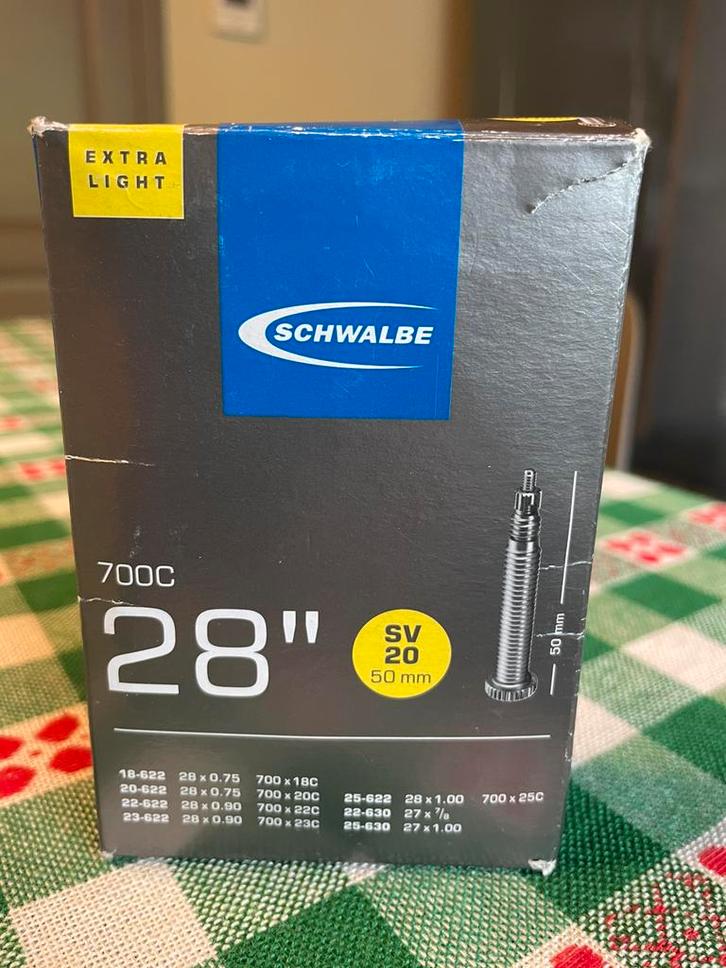 EXTRA
LIGHT
SCHWALBE
700C
28"
SV
20
50 mm
50 mm
18-622 28 x 0.75 700 x 18C
20-622 28 x 0.75 700 x 20C
22-622 28 x 0.90 700 x 22C
23-622 28 x 0.90 700 x 23C
25-622 28 x 1.00 700 x 25C
22-630 27 x 7/8
25-630 27 x 1.00